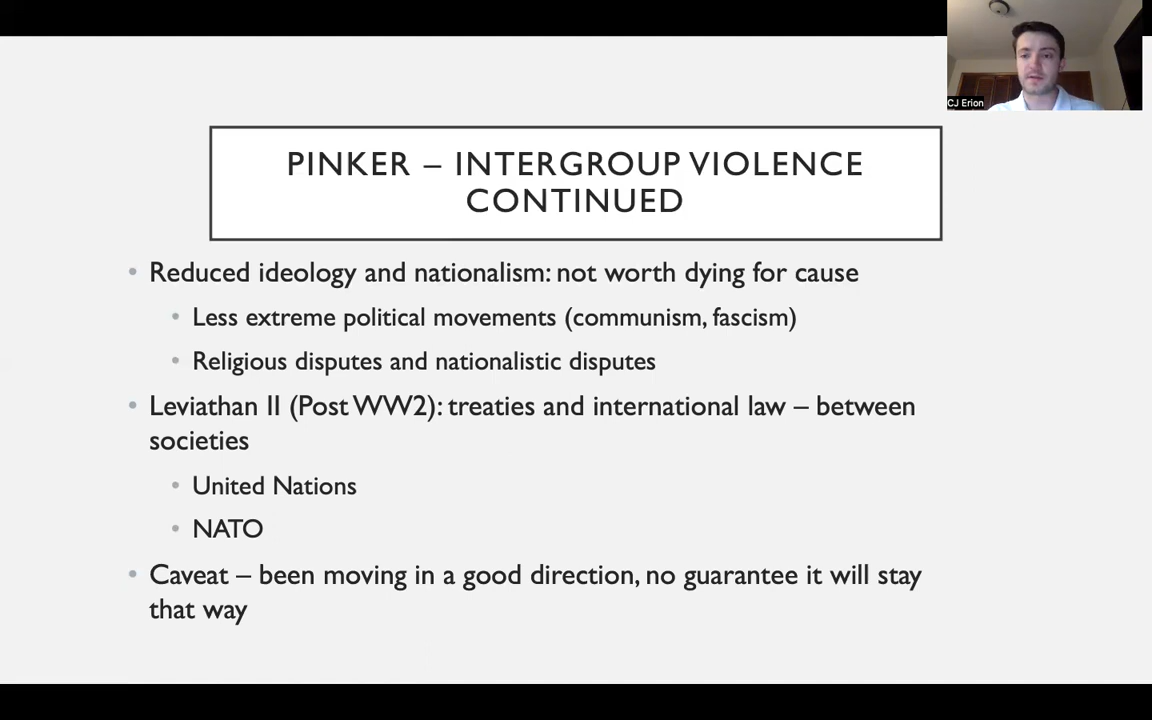 CJ Erion
PINKER – INTERGROUP VIOLENCE
CONTINUED
• Reduced ideology and nationalism: not worth dying for cause
• Less extreme political movements (communism, fascism)
• Religious disputes and nationalistic disputes
• Leviathan II (Post WW2): treaties and international law – between
societies
• United Nations
• NATO
• Caveat – been moving in a good direction, no guarantee it will stay
that way